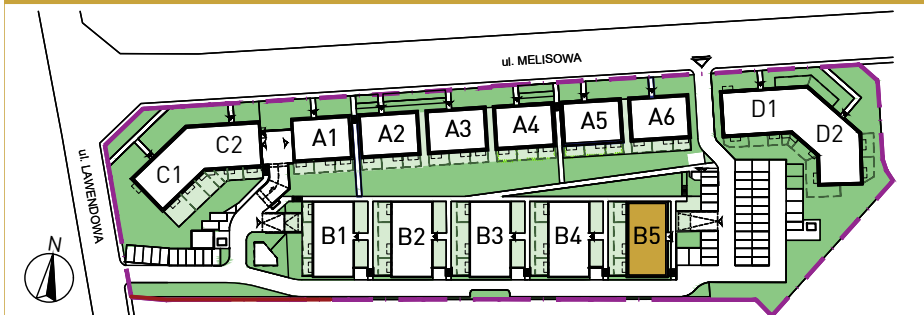 ul. MELISOWA
ul. LAWENDOWA
C1
C2
A1
A2
A3
A4
A5
A6
D1
D2
B1
B2
B3
B4
B5
N